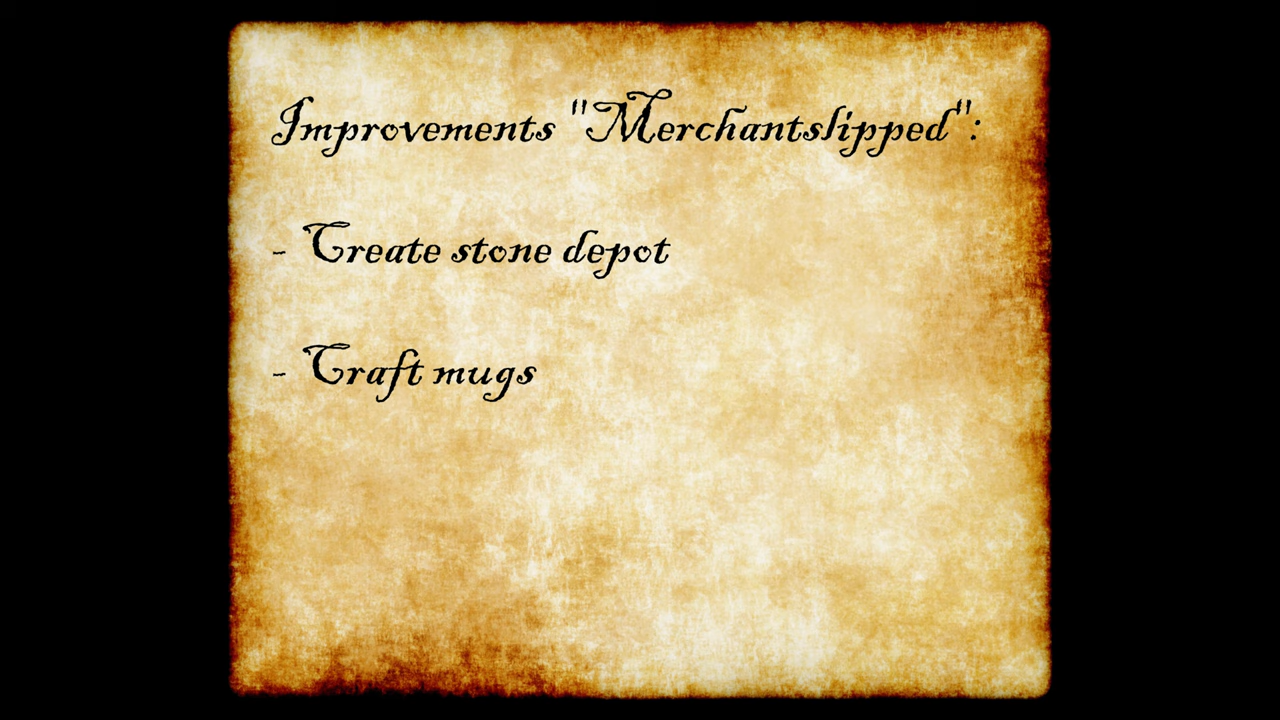 Improvements "Merchantslipped":
- Create stone depot
- Craft mugs